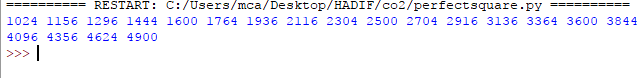 ========== RESTART: C:/Users/mca/Desktop/HADIF/co2/perfectsquare.py ==========
1024 1156 1296 1444 1600 1764 1936 2116 2304 2500 2704 2916 3136 3364 3600 3844
4096 4356 4624 4900
>>>